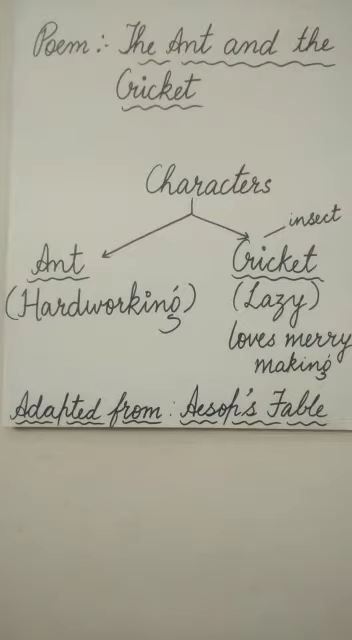 Poem :- The Ant and the
Cricket
Characters
insect
Ant
Cricket
(Hardworking)
(Lazy)
loves merry
making
Adapted from : Aesop's Fable